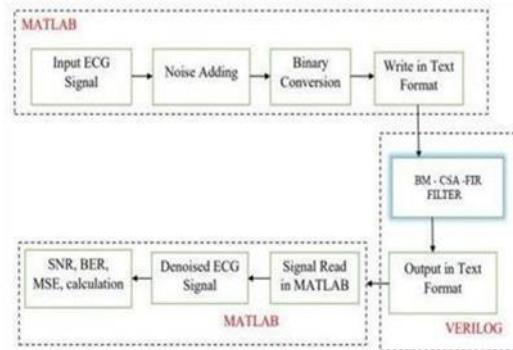 MATLAB
Input ECG
Signal
Noise Adding
Binary
Conversion
Write in Text
Format
BM - CSA -FIR
FILTER
Output in Text
Format
VERILOG
Signal Read
in MATLAB
Denoised ECG
Signal
SNR, BER,
MSE, calculation
MATLAB